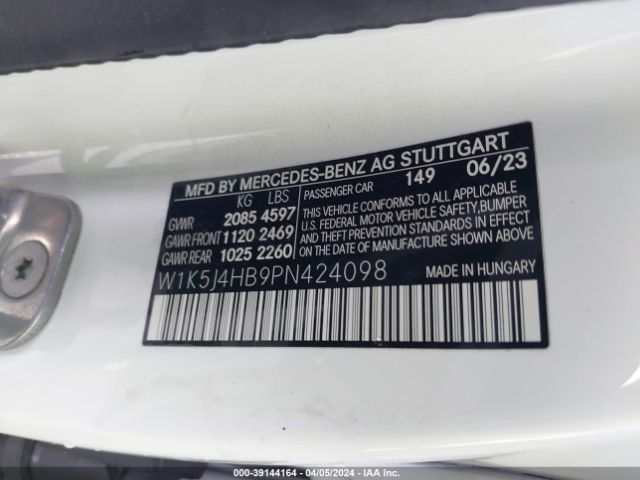 MFD BY MERCEDES-BENZ AG STUTTGART
KG LBS PASSENGER CAR 149 06/23
GVWR 2085 4597
GAWR FRONT 1120 2469
GAWR REAR 1025 2260
THIS VEHICLE CONFORMS TO ALL APPLICABLE
U.S. FEDERAL MOTOR VEHICLE SAFETY, BUMPER
AND THEFT PREVENTION STANDARDS IN EFFECT
ON THE DATE OF MANUFACTURE SHOWN ABOVE.
W1K5J4HB9PN424098 MADE IN HUNGARY
000-39144164 | 04/05/2024 | Copyright © IAA Holdings, LLC.